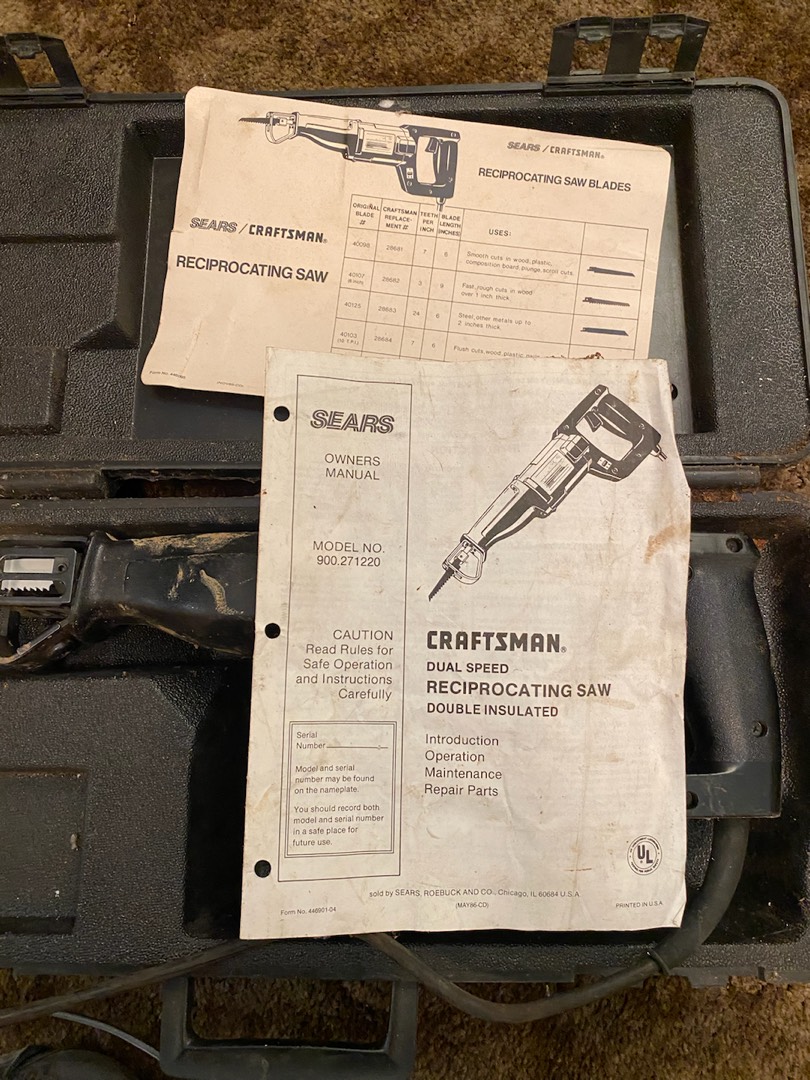 SEARS / CRAFTSMAN®
RECIPROCATING SAW BLADES
SEARS / CRAFTSMAN®
RECIPROCATING SAW
ORIGINAL BLADE # CRAFTSMAN REPLACE- MENT # TEETH PER INCH BLADE LENGTH (INCHES) USES:
40098 28681 7 6 Smooth cuts in wood, plastic,
composition board, plunge, scroll cuts.
40107 28682 3 9 Fast, rough cuts in wood
over 1 inch thick.
40125 28683 24 6 Steel, other metals up to
2 inches thick.
40103 28684 7 6 Flush cuts, wood, plastic,
SEARS
OWNERS
MANUAL
MODEL NO.
900.271220
CAUTION
Read Rules for
Safe Operation
and Instructions
Carefully
Serial
Number
Model and serial
number may be found
on the nameplate.
You should record both
model and serial number
in a safe place for
future use.
CRAFTSMAN®
DUAL SPEED
RECIPROCATING SAW
DOUBLE INSULATED
Introduction
Operation
Maintenance
Repair Parts
UL
sold by SEARS, ROEBUCK AND CO., Chicago, IL 60684 U.S.A.
Form No. 446901-04
(MAY86-CO)
PRINTED IN U.S.A.